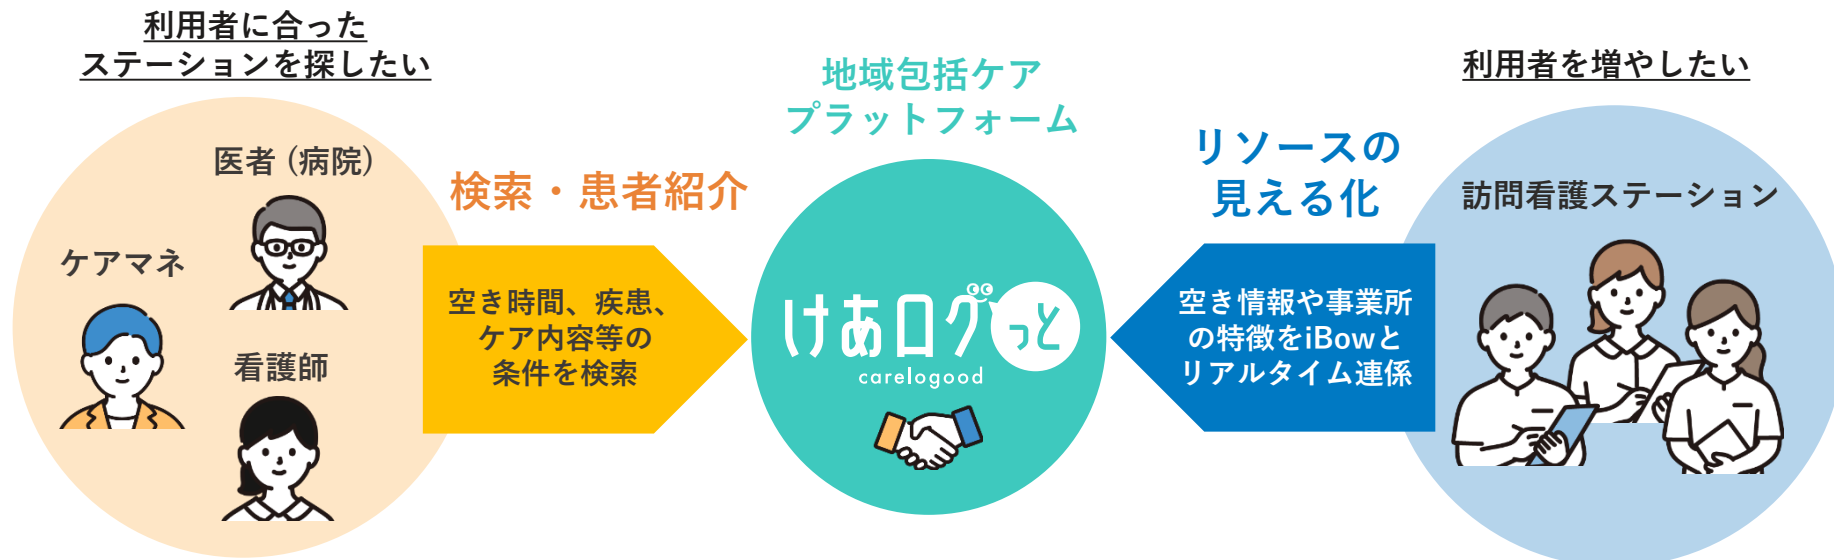 利用者に合った
ステーションを探したい
医者（病院）
ケアマネ
看護師
検索・患者紹介
空き時間、疾患、
ケア内容等の
条件を検索
地域包括ケア
プラットフォーム
けあログっと
carelogood
リソースの
見える化
空き情報や事業所
の特徴をiBowと
リアルタイム連係
利用者を増やしたい
訪問看護ステーション